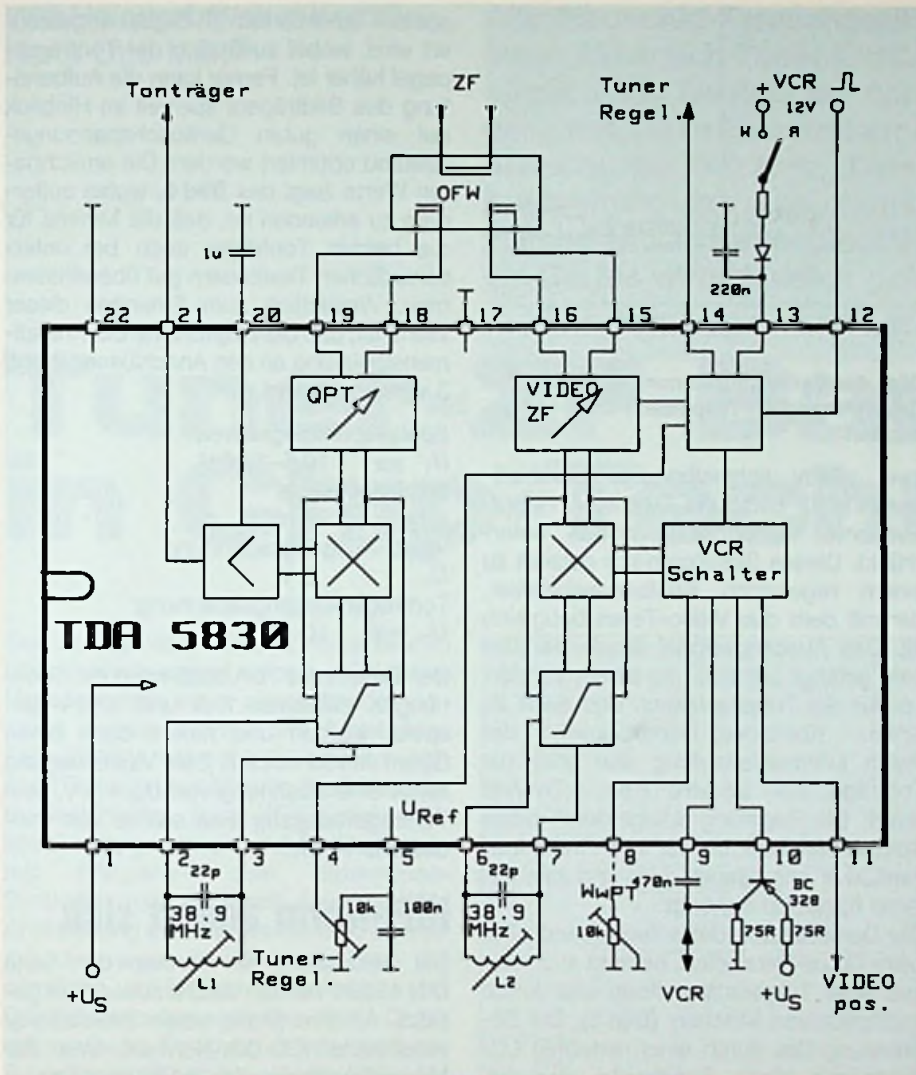 Tonträger
ZF
Tuner
Regel.
+ VCR
12V
W
R
OFW
1u
220n
22 21 20 19 18 17 16 15 14 13 12
QPT
VIDEO
ZF
VCR
Schalter
TDA 5830
URef
1 2 3 4 5 6 7 8 9 10 11
22p
38.9
MHz
L1
10k
100n
Tuner
Regel.
22p
38.9
MHz
L2
WWPT
10k
470n
BC
328
75R
75R
+US
VCR
+US
VIDEO
pos.